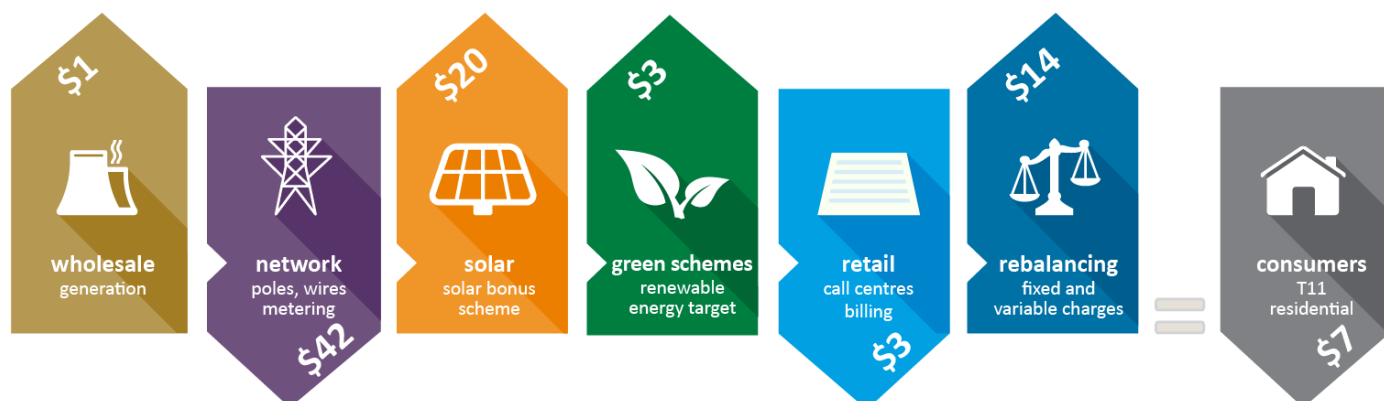 $1
wholesale
generation
network
poles, wires
metering
$42
$20
solar
solar bonus
scheme
$3
green schemes
renewable
energy target
retail
call centres
billing
$3
$14
rebalancing
fixed and
variable charges
=
consumers
T11
residential
$7